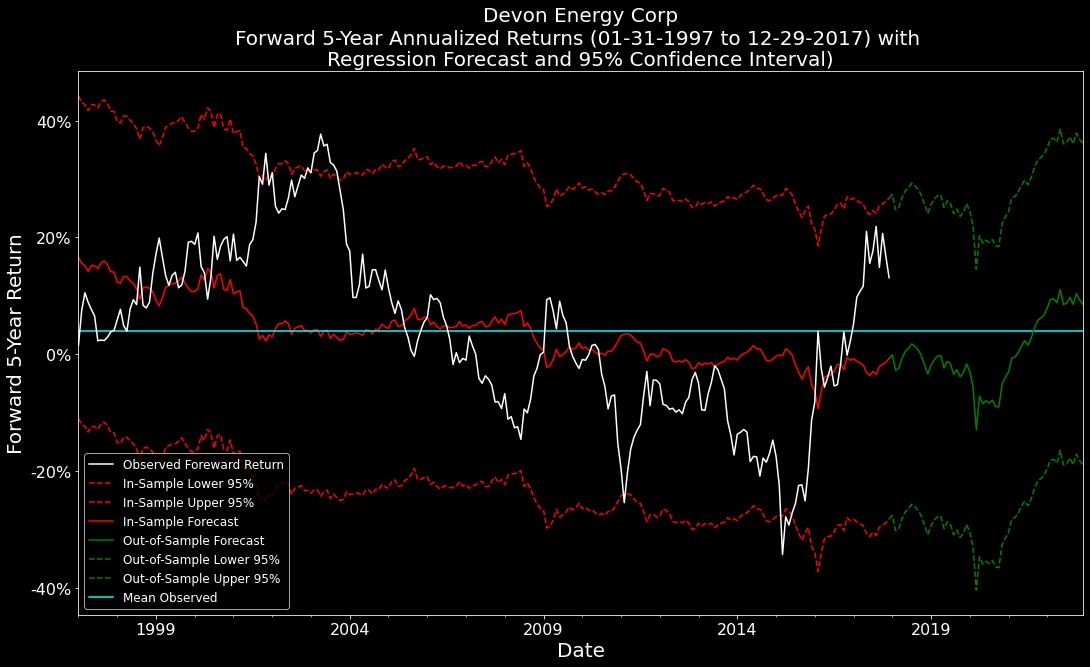 Devon Energy Corp
Forward 5-Year Annualized Returns (01-31-1997 to 12-29-2017) with
Regression Forecast and 95% Confidence Interval)
Forward 5-Year Return
40%
20%
0%
-20%
-40%
Observed Foreward Return
In-Sample Lower 95%
In-Sample Upper 95%
In-Sample Forecast
Out-of-Sample Forecast
Out-of-Sample Lower 95%
Out-of-Sample Upper 95%
Mean Observed
1999
2004
2009
2014
2019
Date